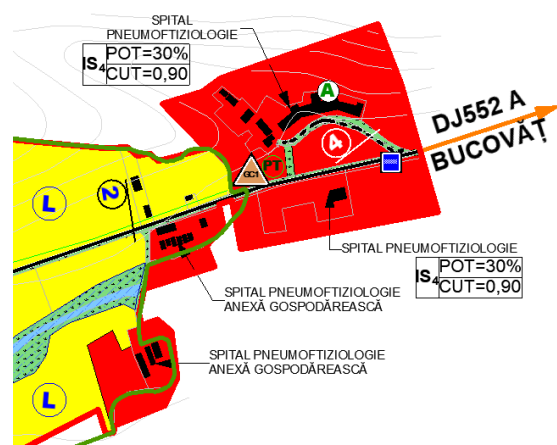 SPITAL
PNEUMOFTIZIOLOGIE
IS4 POT=30%
CUT=0,90
A
DJ552 A
BUCOVĂȚ
4
PT
GC1
2
L
SPITAL PNEUMOFTIZIOLOGIE
IS4 POT=30%
CUT=0,90
SPITAL PNEUMOFTIZIOLOGIE
ANEXĂ GOSPODĂREASCĂ
SPITAL PNEUMOFTIZIOLOGIE
ANEXĂ GOSPODĂREASCĂ
L